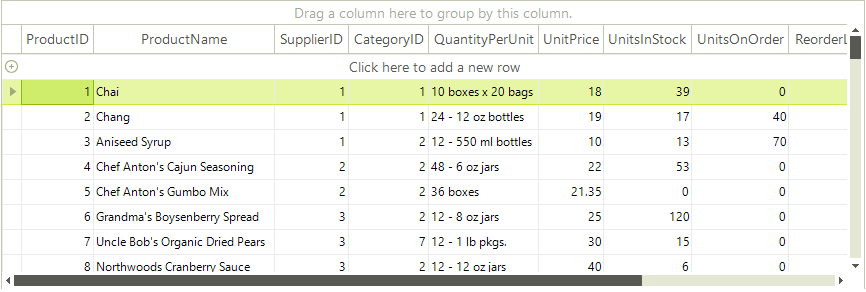 Drag a column here to group by this column.
ProductID ProductName SupplierID CategoryID QuantityPerUnit UnitPrice UnitsInStock UnitsOnOrder ReorderL
Click here to add a new row
1 Chai 1 1 10 boxes x 20 bags 18 39 0
2 Chang 1 1 24 - 12 oz bottles 19 17 40
3 Aniseed Syrup 1 2 12 - 550 ml bottles 10 13 70
4 Chef Anton's Cajun Seasoning 2 2 48 - 6 oz jars 22 53 0
5 Chef Anton's Gumbo Mix 2 2 36 boxes 21.35 0 0
6 Grandma's Boysenberry Spread 3 2 12 - 8 oz jars 25 120 0
7 Uncle Bob's Organic Dried Pears 3 7 12 - 1 lb pkgs. 30 15 0
8 Northwoods Cranberry Sauce 3 2 12 - 12 oz jars 40 6 0